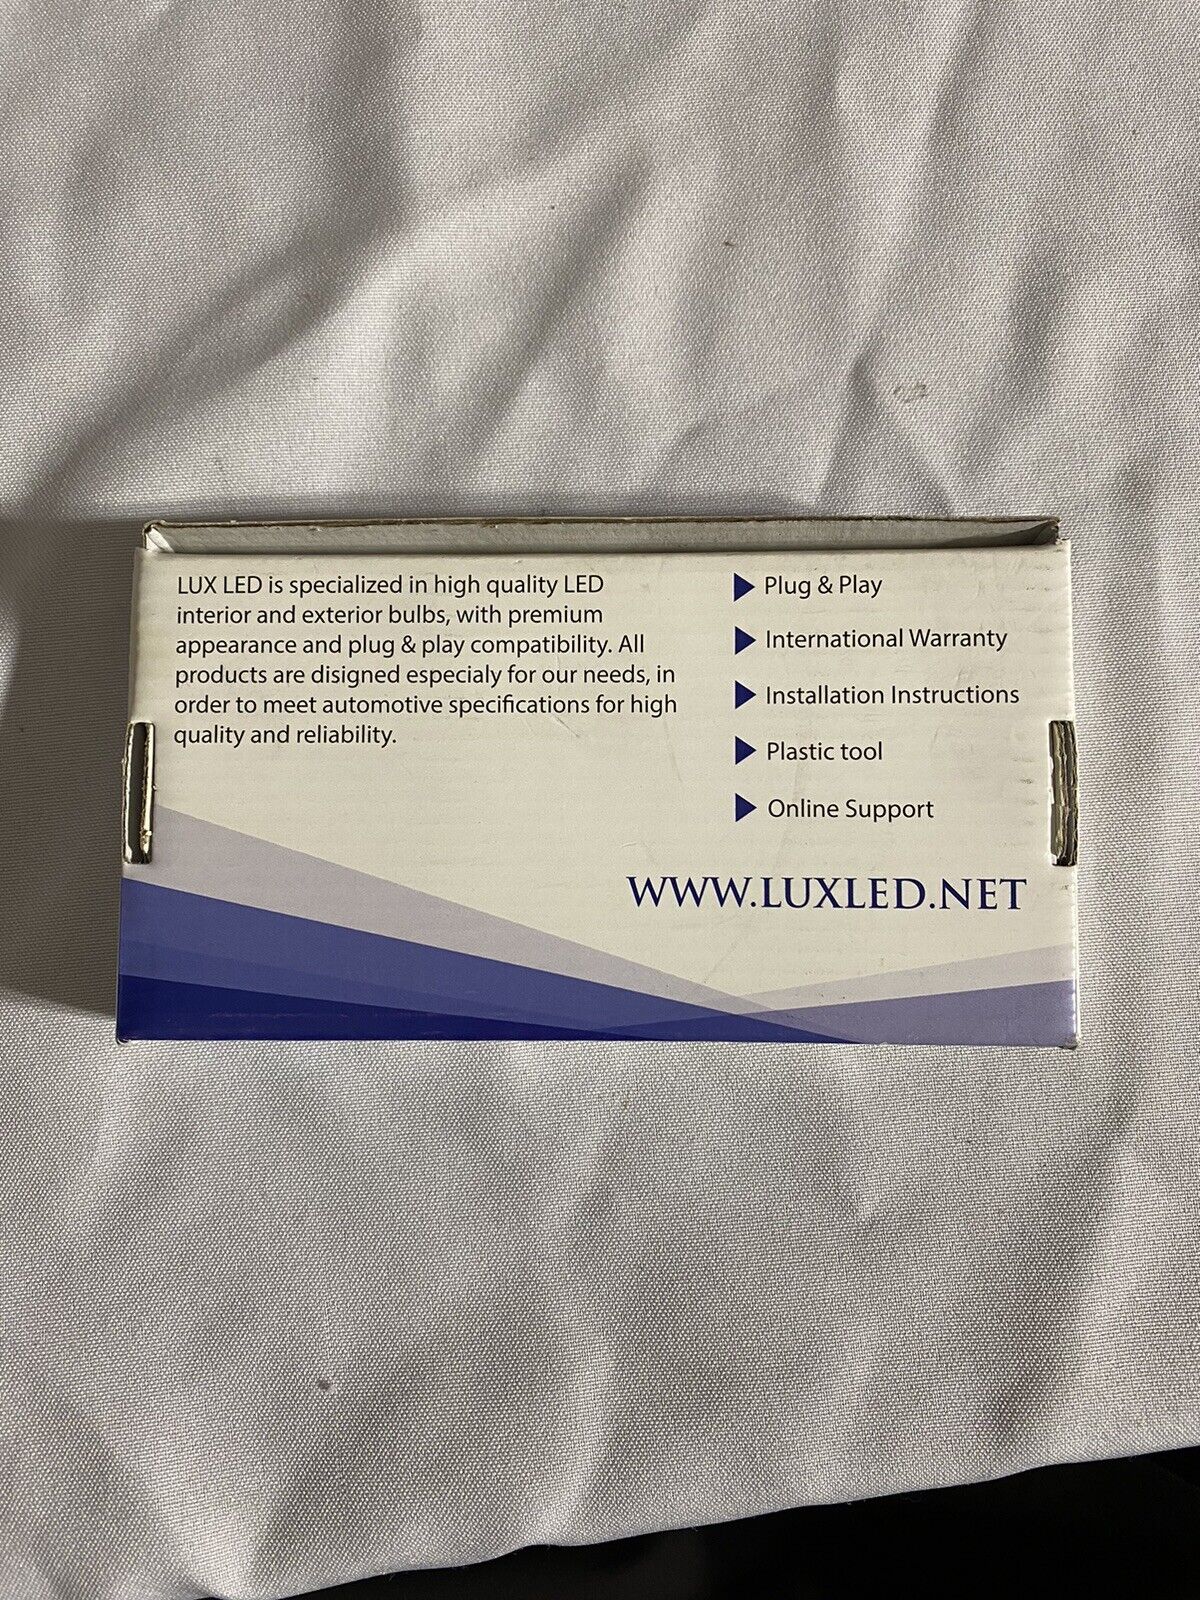 LUX LED is specialized in high quality LED
interior and exterior bulbs, with premium
appearance and plug & play compatibility. All
products are disigned especialy for our needs, in
order to meet automotive specifications for high
quality and reliability.
Plug & Play
International Warranty
Installation Instructions
Plastic tool
Online Support
WWW.LUXLED.NET